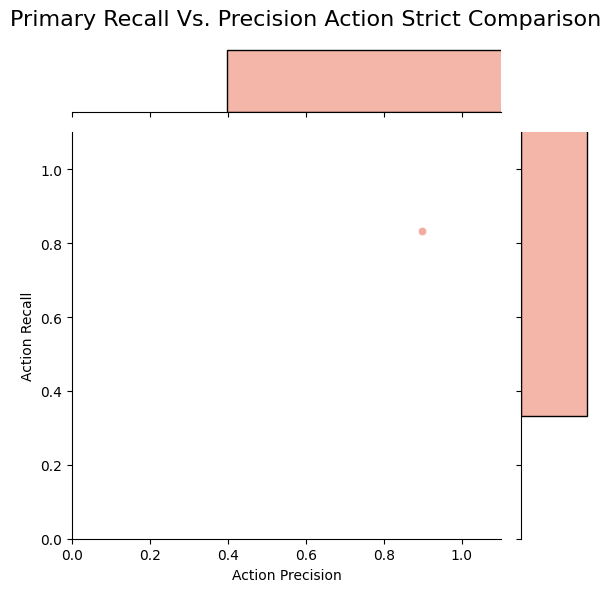 Primary Recall Vs. Precision Action Strict Comparison
1.0
0.8
0.6
0.4
0.2
0.0
Action Recall
0.0 0.2 0.4 0.6 0.8 1.0
Action Precision